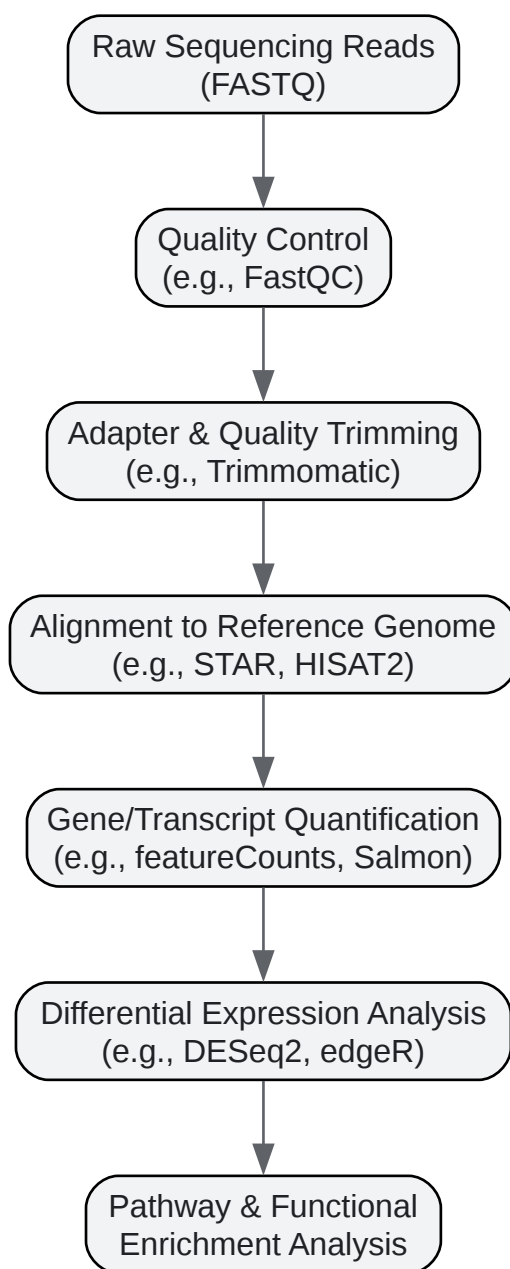 Raw Sequencing Reads
(FASTQ)
Quality Control
(e.g., FastQC)
Adapter & Quality Trimming
(e.g., Trimmomatic)
Alignment to Reference Genome
(e.g., STAR, HISAT2)
Gene/Transcript Quantification
(e.g., featureCounts, Salmon)
Differential Expression Analysis
(e.g., DESeq2, edgeR)
Pathway & Functional
Enrichment Analysis